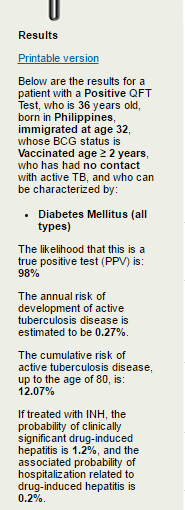 Results
Printable version
Below are the results for a
patient with a Positive QFT
Test, who is 36 years old,
born in Philippines,
immigrated at age 32,
whose BCG status is
Vaccinated age ≥ 2 years,
who has had no contact
with active TB, and who can
be characterized by:
• Diabetes Mellitus (all
types)
The likelihood that this is a
true positive test (PPV) is:
98%
The annual risk of
development of active
tuberculosis disease is
estimated to be 0.27%.
The cumulative risk of
active tuberculosis disease,
up to the age of 80, is:
12.07%
If treated with INH, the
probability of clinically
significant drug-induced
hepatitis is 1.2%, and the
associated probability of
hospitalization related to
drug-induced hepatitis is
0.2%.